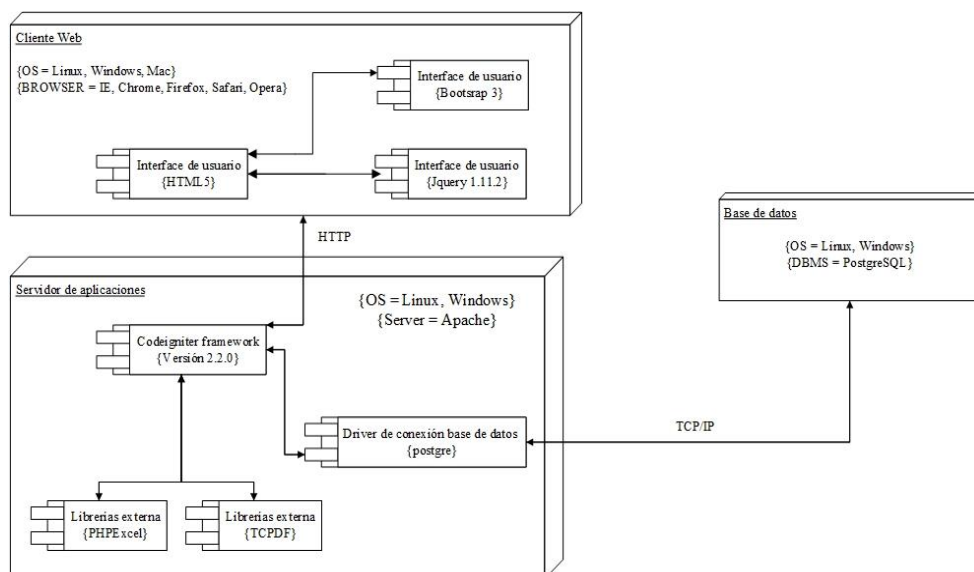 Cliente Web
{OS = Linux, Windows, Mac}
{BROWSER = IE, Chrome, Firefox, Safari, Opera}
Interface de usuario
{Bootsrap 3}
Interface de usuario
{HTML5}
Interface de usuario
{Jquery 1.11.2}
HTTP
Base de datos
{OS = Linux, Windows}
{DBMS = PostgreSQL}
Servidor de aplicaciones
{OS = Linux, Windows}
{Server = Apache}
Codeigniter framework
{Versión 2.2.0}
Driver de conexión base de datos
{postgre}
TCP/IP
Librerias externa
{PHPExcel}
Librerias externa
{TCPDF}